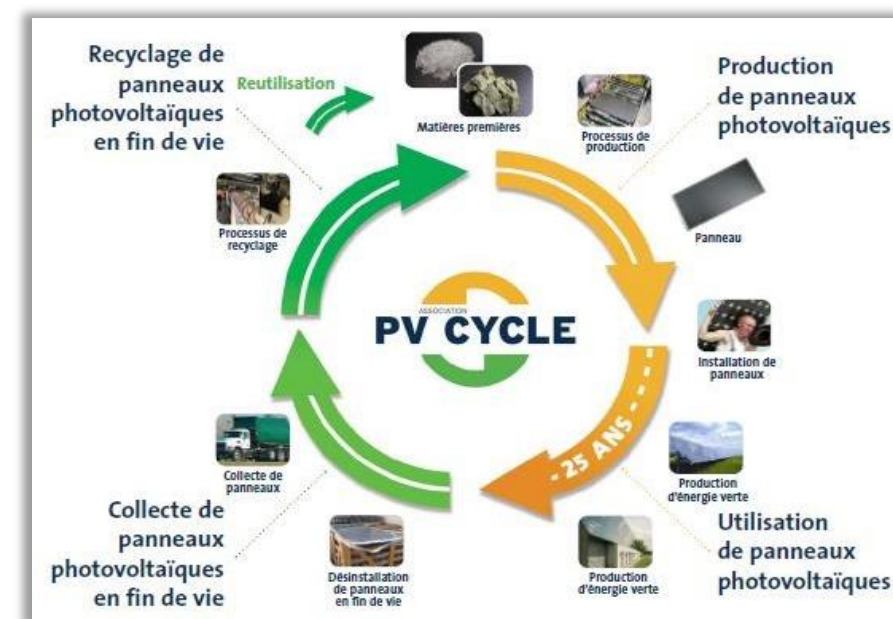 Recyclage de
panneaux
photovoltaïques
en fin de vie
Reutilisation
Matières premières
Processus de
production
Production
de panneaux
photovoltaïques
Panneau
Installation de
panneaux
- 25 ANS - - -
Production
d'énergie verte
Utilisation
de panneaux
photovoltaïques
Production
d'énergie verte
Désinstallation
de panneaux
en fin de vie
Collecte de
panneaux
Collecte de
panneaux
photovoltaïques
en fin de vie
Processus de
recyclage
ASSOCIATION
PV CYCLE